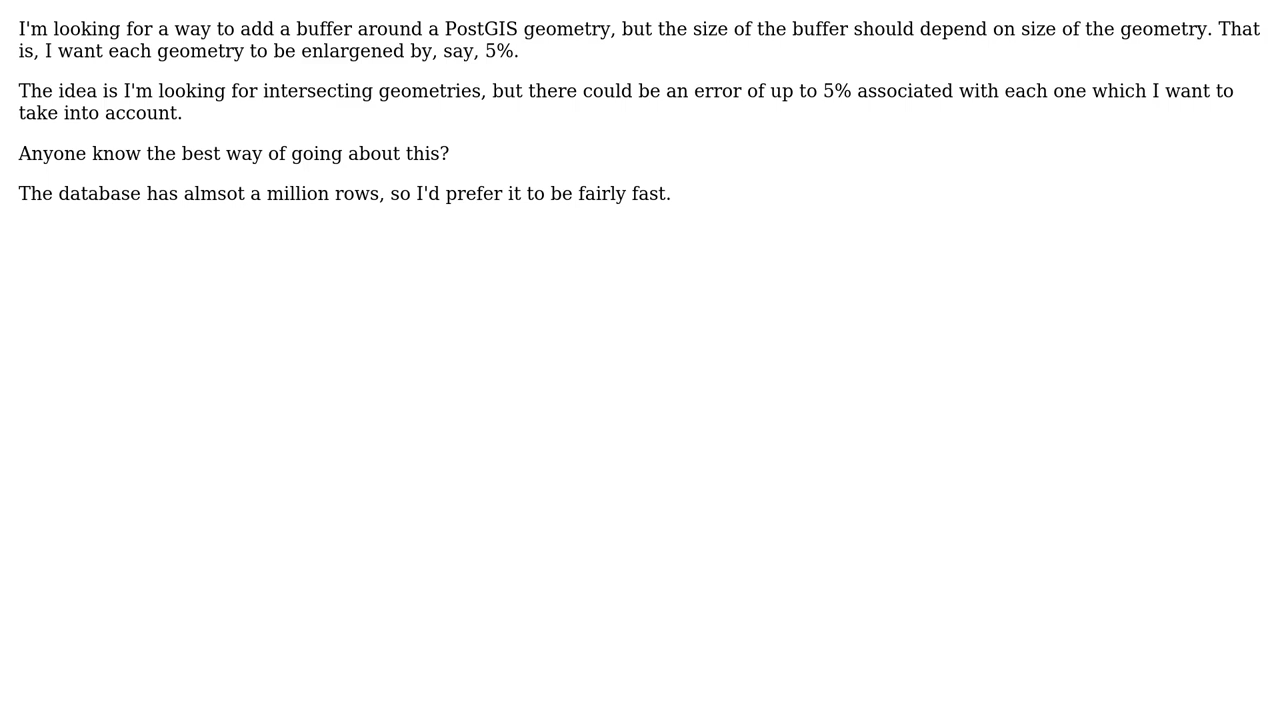 I'm looking for a way to add a buffer around a PostGIS geometry, but the size of the buffer should depend on size of the geometry. That
is, I want each geometry to be enlargened by, say, 5%.
The idea is I'm looking for intersecting geometries, but there could be an error of up to 5% associated with each one which I want to
take into account.
Anyone know the best way of going about this?
The database has almsot a million rows, so I'd prefer it to be fairly fast.